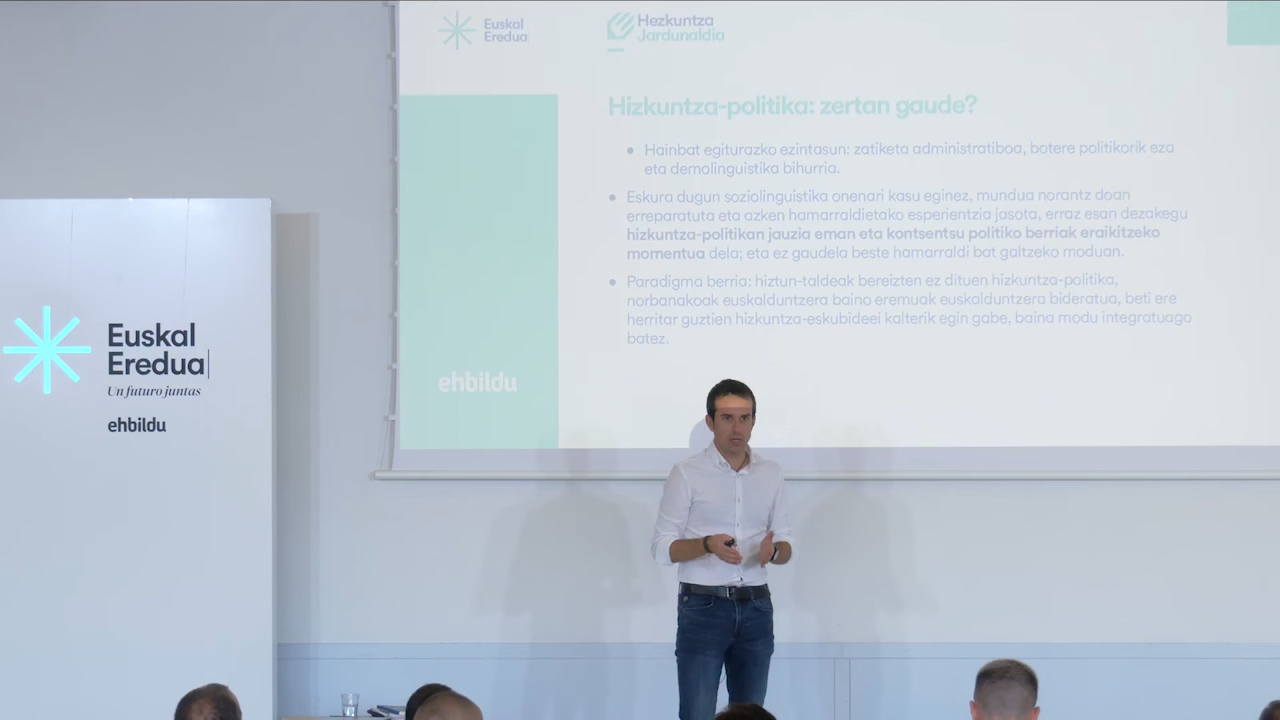 Euskal
Eredua
Hezkuntza
Jardunaldia
Hizkuntza-politika: zertan gaude?
• Hainbat egiturazko ezintasun: zatiketa administratiboa, botere politikorik eza
eta demolinguistika bihurria.
• Eskura dugun soziolinguistika onenari kasu eginez, mundua norantz doan
erreparatuta eta azken hamarraldietako esperientzia jasota, erraz esan dezakegu
hizkuntza-politikan jauzia eman eta kontsentsu politiko berriak eraikitzeko
momentua dela; eta ez gaudela beste hamarraldi bat galtzeko moduan.
• Paradigma berria: hiztun-taldeak bereizten ez dituen hizkuntza-politika,
norbanakoak euskalduntzera baino eremuak euskalduntzera bideratua, beti ere
herritar guztien hizkuntza-eskubideei kalterik egin gabe, baina modu integratuago
batez.
ehbildu
Euskal
Eredua
Un futuro juntas
ehbildu